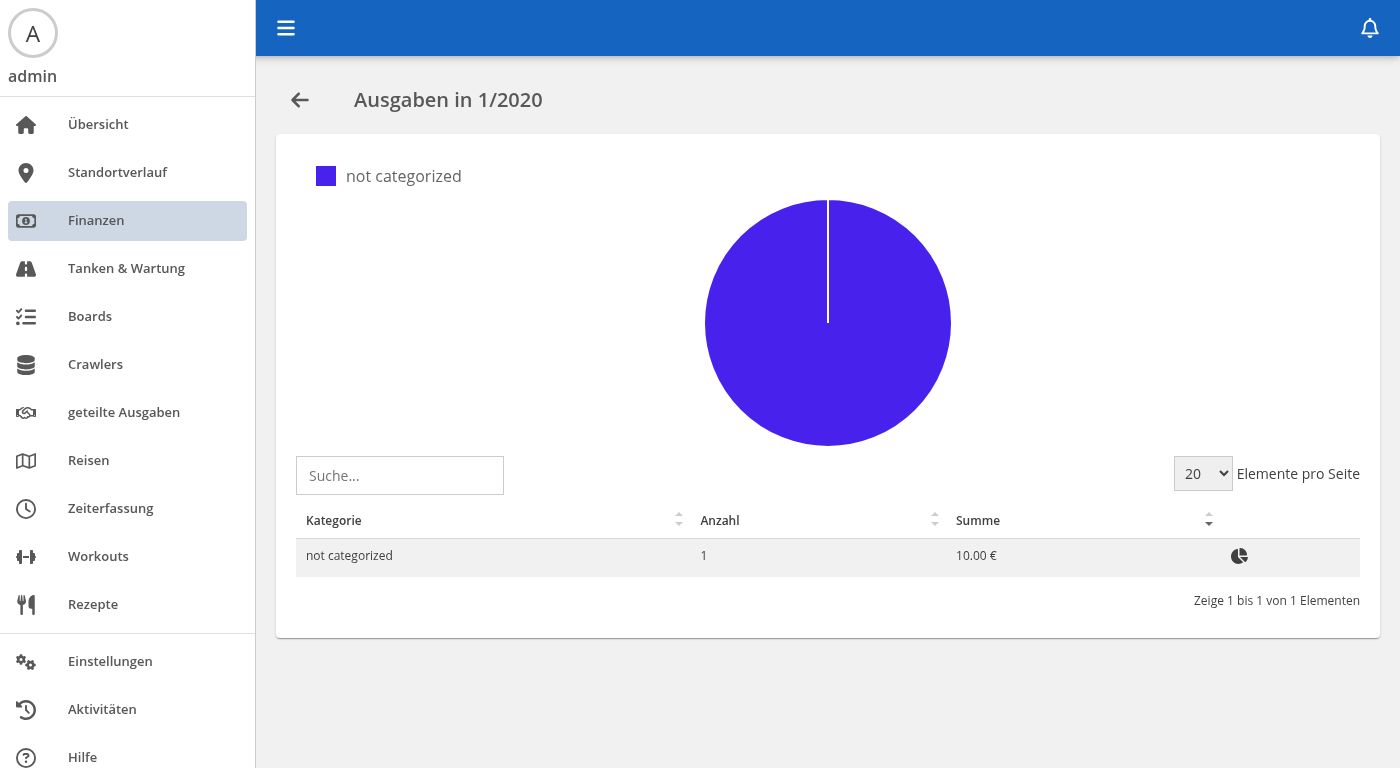 A
admin
Übersicht
Standortverlauf
Finanzen
Tanken & Wartung
Boards
Crawlers
geteilte Ausgaben
Reisen
Zeiterfassung
Workouts
Rezepte
Einstellungen
Aktivitäten
Hilfe
Ausgaben in 1/2020
not categorized
Suche...
20 Elemente pro Seite
Kategorie Anzahl Summe
not categorized 1 10.00 €
Zeige 1 bis 1 von 1 Elementen